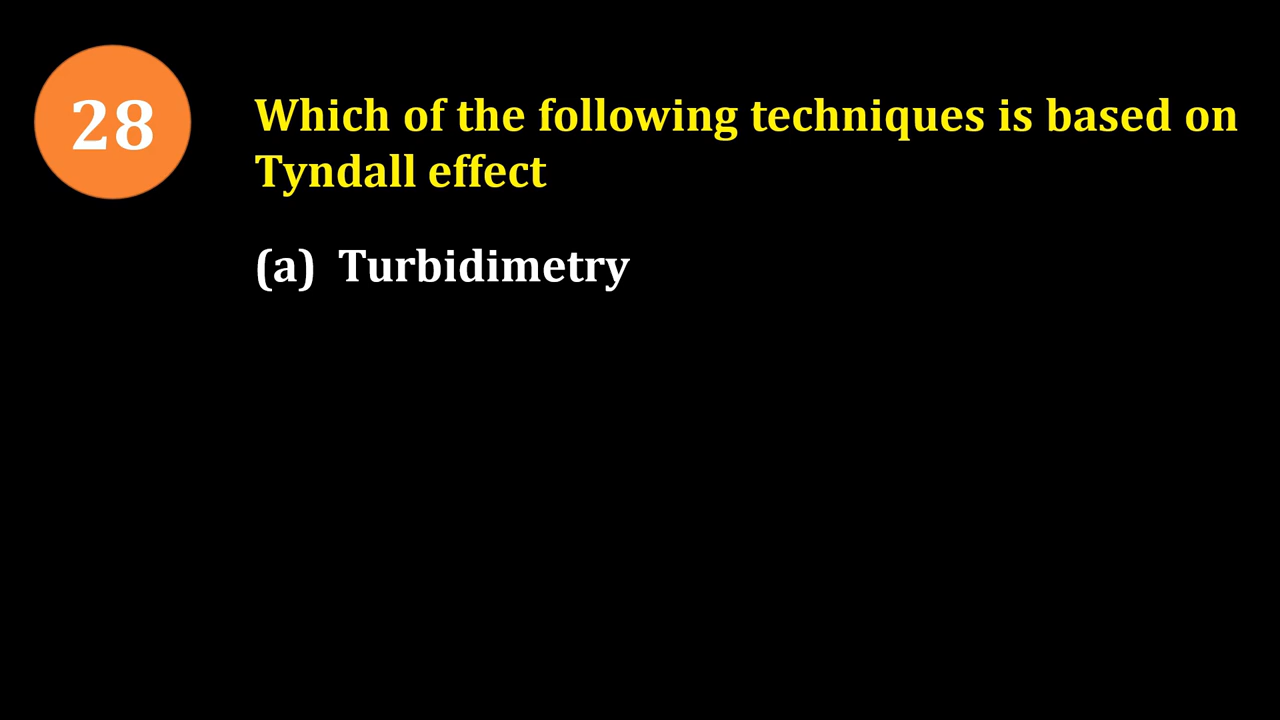 28
Which of the following techniques is based on
Tyndall effect
(a) Turbidimetry